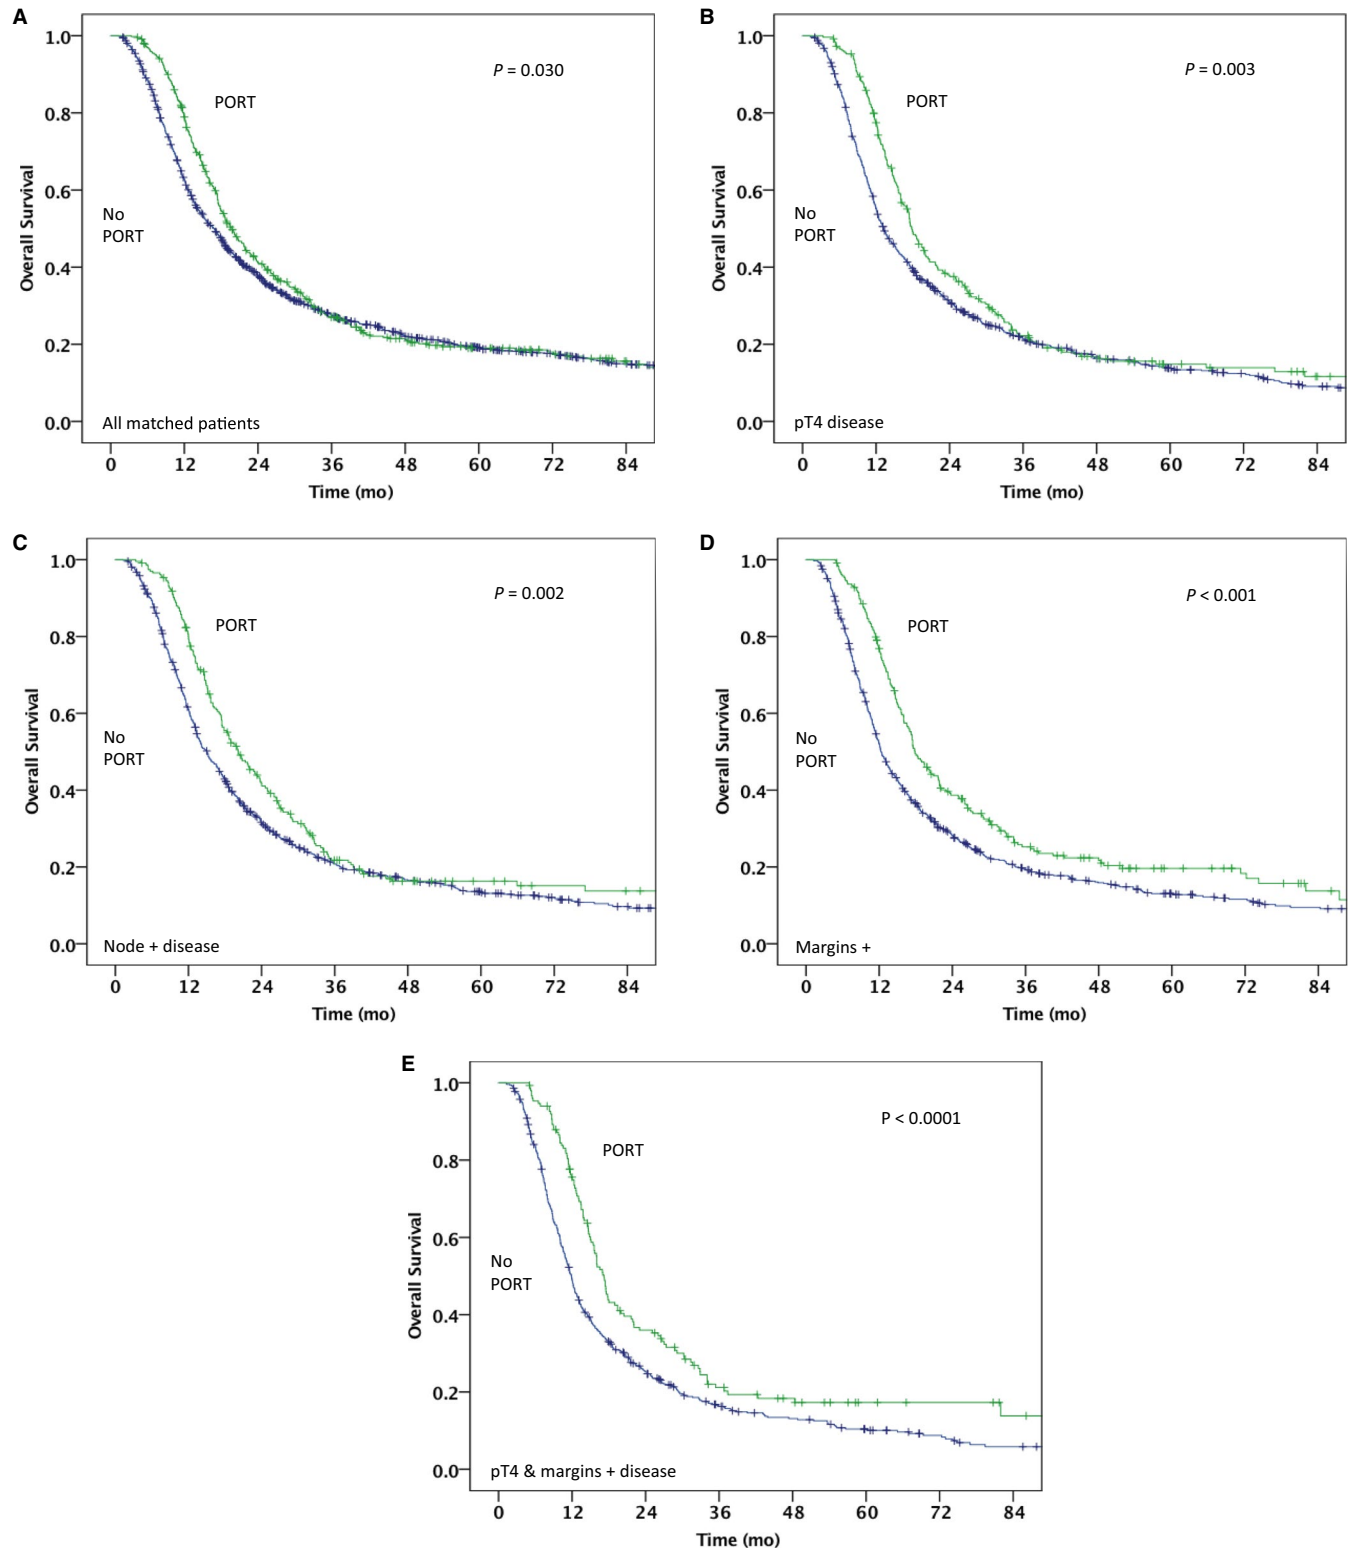 A
Overall Survival
1.0
0.8
0.6
0.4
0.2
0.0
P = 0.030
PORT
No
PORT
All matched patients
0 12 24 36 48 60 72 84
Time (mo)
B
Overall Survival
1.0
0.8
0.6
0.4
0.2
0.0
P = 0.003
PORT
No
PORT
pT4 disease
0 12 24 36 48 60 72 84
Time (mo)
C
Overall Survival
1.0
0.8
0.6
0.4
0.2
0.0
P = 0.002
PORT
No
PORT
Node + disease
0 12 24 36 48 60 72 84
Time (mo)
D
Overall Survival
1.0
0.8
0.6
0.4
0.2
0.0
P < 0.001
PORT
No
PORT
Margins +
0 12 24 36 48 60 72 84
Time (mo)
E
Overall Survival
1.0
0.8
0.6
0.4
0.2
0.0
P < 0.0001
PORT
No
PORT
pT4 & margins + disease
0 12 24 36 48 60 72 84
Time (mo)